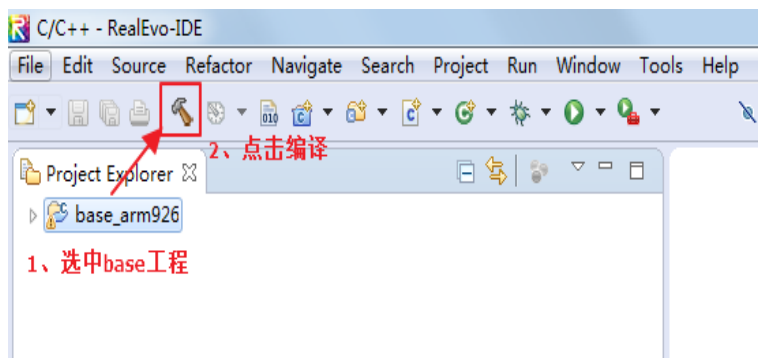 C/C++ - RealEvo-IDE
File Edit Source Refactor Navigate Search Project Run Window Tools Help
010
2、点击编译
Project Explorer
base_arm926
1、选中base工程